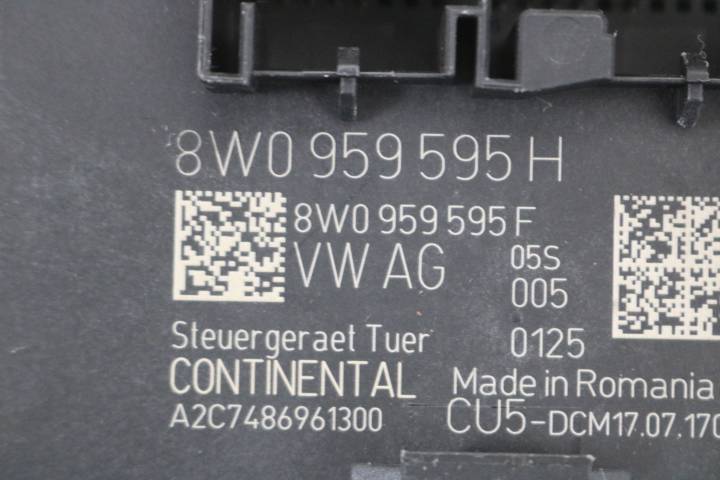 8W0 959 595 H
8W0 959 595 F
VW AG 05S
005
Steuergeraet Tuer 0125
CONTINENTAL Made in Romania
A2C7486961300 CU5-DCM17.07.170